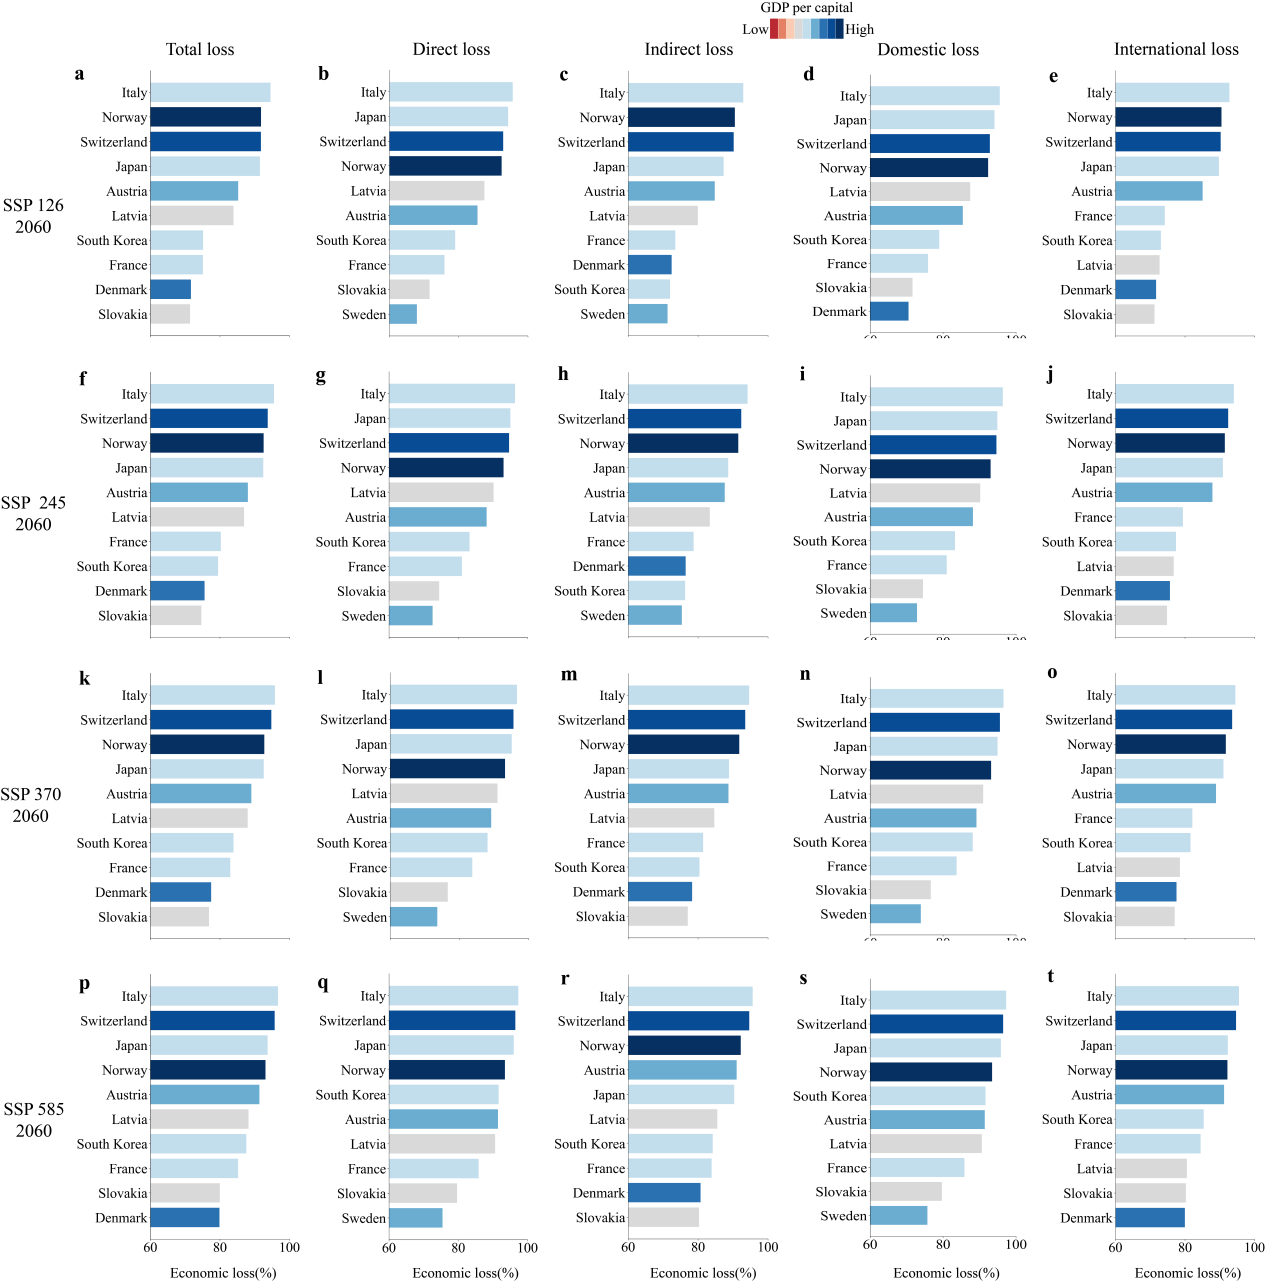 GDP per capital
Low High
Total loss Direct loss Indirect loss Domestic loss International loss
SSP 126
2060
a
Italy
Norway
Switzerland
Japan
Austria
Latvia
South Korea
France
Denmark
Slovakia
b
Italy
Japan
Switzerland
Norway
Latvia
Austria
South Korea
France
Slovakia
Sweden
c
Italy
Norway
Switzerland
Japan
Austria
Latvia
France
Denmark
South Korea
Sweden
d
Italy
Japan
Switzerland
Norway
Latvia
Austria
South Korea
France
Slovakia
Denmark
60 80 100
e
Italy
Norway
Switzerland
Japan
Austria
France
South Korea
Latvia
Denmark
Slovakia
SSP 245
2060
f
Italy
Switzerland
Norway
Japan
Austria
Latvia
France
South Korea
Denmark
Slovakia
g
Italy
Japan
Switzerland
Norway
Latvia
Austria
South Korea
France
Slovakia
Sweden
h
Italy
Switzerland
Norway
Japan
Austria
Latvia
France
Denmark
South Korea
Sweden
i
Italy
Japan
Switzerland
Norway
Latvia
Austria
South Korea
France
Slovakia
Sweden
60 80 100
j
Italy
Switzerland
Norway
Japan
Austria
France
South Korea
Latvia
Denmark
Slovakia
SSP 370
2060
k
Italy
Switzerland
Norway
Japan
Austria
Latvia
South Korea
France
Denmark
Slovakia
l
Italy
Switzerland
Japan
Norway
Latvia
Austria
South Korea
France
Slovakia
Sweden
m
Italy
Switzerland
Norway
Japan
Austria
Latvia
France
South Korea
Denmark
Slovakia
n
Italy
Switzerland
Japan
Norway
Latvia
Austria
South Korea
France
Slovakia
Sweden
60 80 100
o
Italy
Switzerland
Norway
Japan
Austria
France
South Korea
Latvia
Denmark
Slovakia
SSP 585
2060
p
Italy
Switzerland
Japan
Norway
Austria
Latvia
South Korea
France
Slovakia
Denmark
60 80 100
Economic loss(%)
q
Italy
Switzerland
Japan
Norway
South Korea
Austria
Latvia
France
Slovakia
Sweden
60 80 100
Economic loss(%)
r
Italy
Switzerland
Norway
Austria
Japan
Latvia
South Korea
France
Denmark
Slovakia
60 80 100
Economic loss(%)
s
Italy
Switzerland
Japan
Norway
South Korea
Austria
Latvia
France
Slovakia
Sweden
60 80 100
Economic loss(%)
t
Italy
Switzerland
Japan
Norway
Austria
South Korea
France
Latvia
Slovakia
Denmark
60 80 100
Economic loss(%)